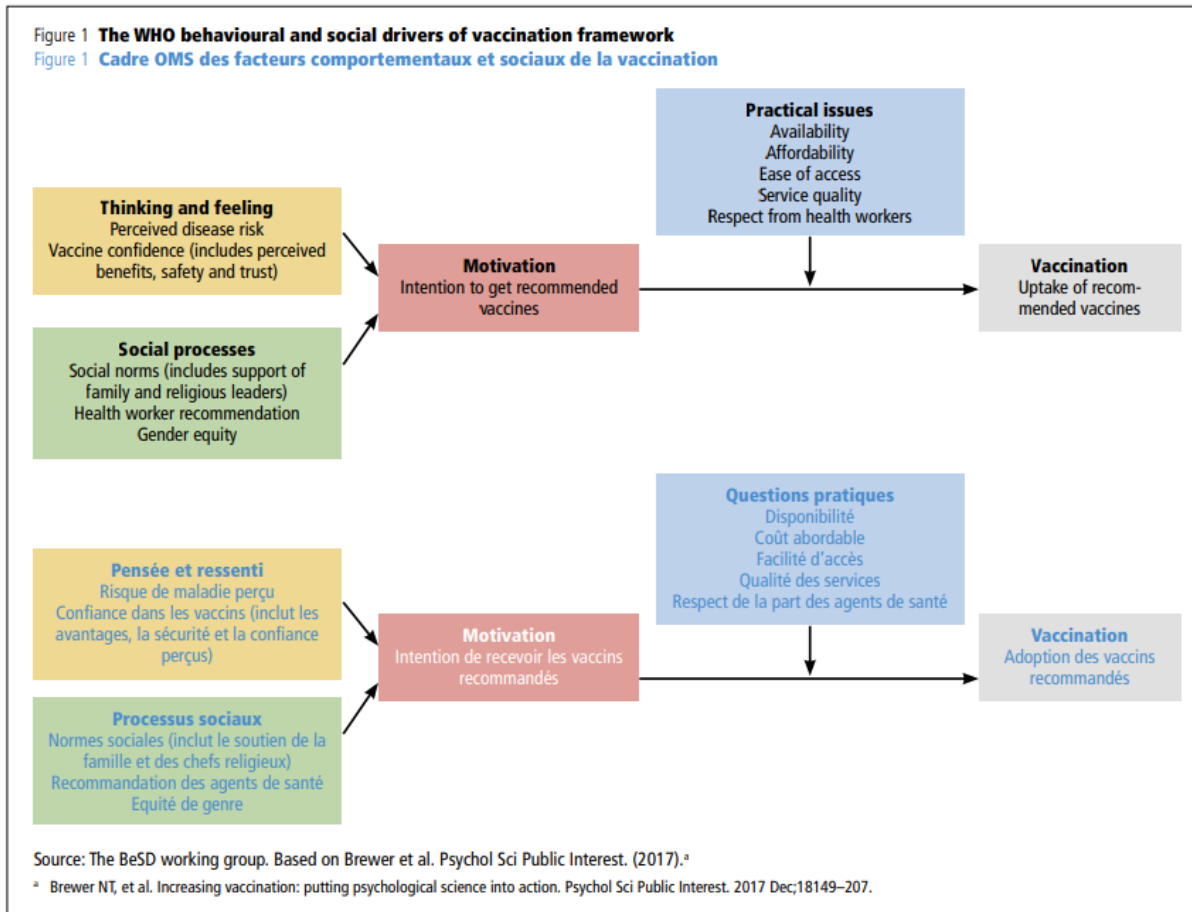 Figure 1 The WHO behavioural and social drivers of vaccination framework
Figure 1 Cadre OMS des facteurs comportementaux et sociaux de la vaccination
Practical issues
Availability
Affordability
Ease of access
Service quality
Respect from health workers
Thinking and feeling
Perceived disease risk
Vaccine confidence (includes perceived
benefits, safety and trust)
Motivation
Intention to get recommended
vaccines
Vaccination
Uptake of recom-
mended vaccines
Social processes
Social norms (includes support of
family and religious leaders)
Health worker recommendation
Gender equity
Questions pratiques
Disponibilité
Coût abordable
Facilité d'accès
Qualité des services
Respect de la part des agents de santé
Pensée et ressenti
Risque de maladie perçu
Confiance dans les vaccins (inclut les
avantages, la sécurité et la confiance
perçus)
Motivation
Intention de recevoir les vaccins
recommandés
Vaccination
Adoption des vaccins
recommandés
Processus sociaux
Normes sociales (inclut le soutien de la
famille et des chefs religieux)
Recommandation des agents de santé
Equité de genre
Source: The BeSD working group. Based on Brewer et al. Psychol Sci Public Interest. (2017).ª
ª Brewer NT, et al. Increasing vaccination: putting psychological science into action. Psychol Sci Public Interest. 2017 Dec;18149–207.